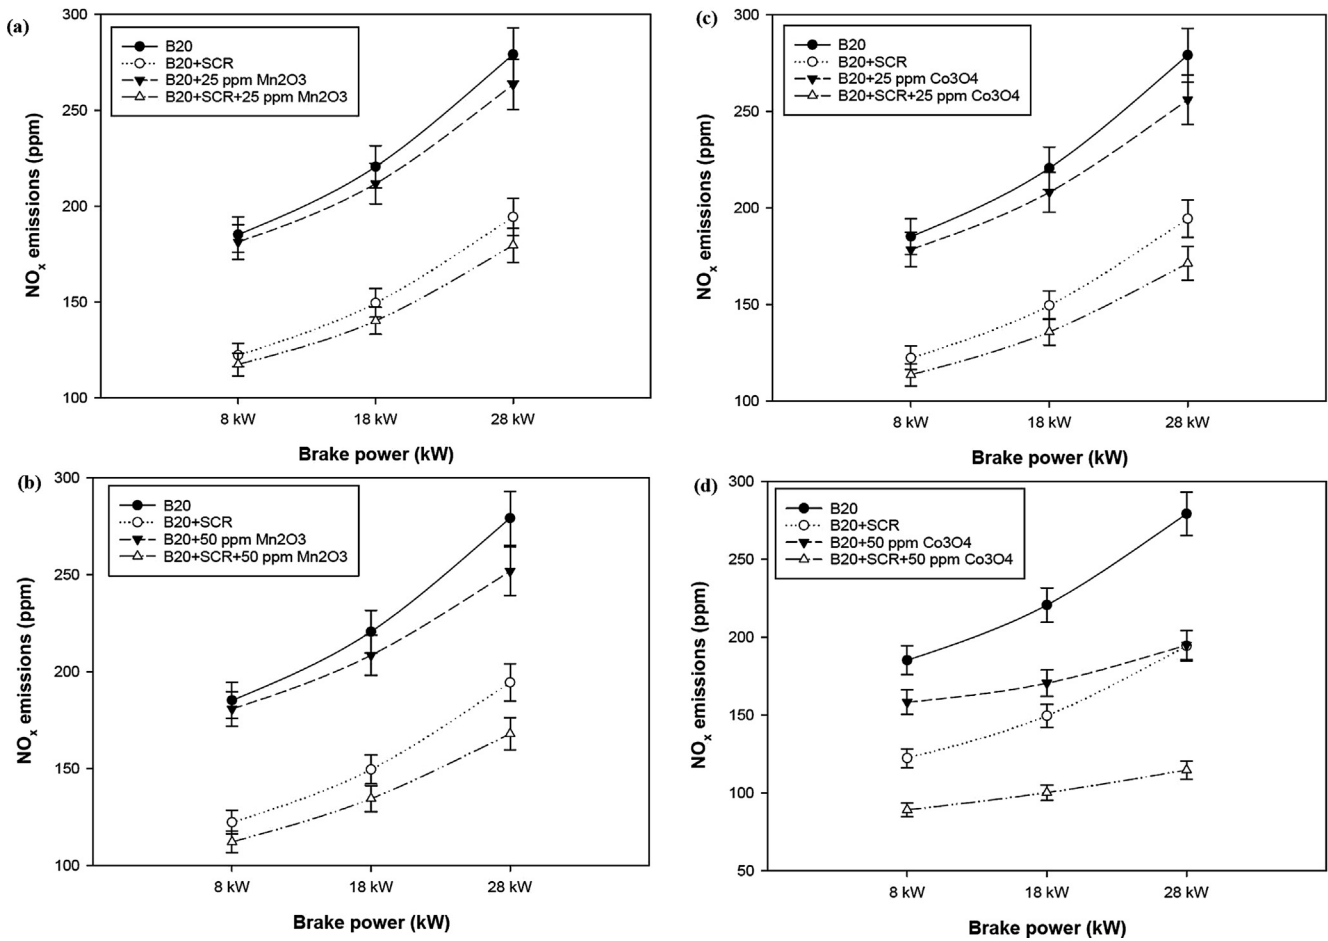 (a)
300
250
200
150
100
NOx emissions (ppm)
B20
B20+SCR
B20+25 ppm Mn2O3
B20+SCR+25 ppm Mn2O3
8 kW 18 kW 28 kW
Brake power (kW)
(c)
300
250
200
150
100
NOx emissions (ppm)
B20
B20+SCR
B20+25 ppm Co3O4
B20+SCR+25 ppm Co3O4
8 kW 18 kW 28 kW
Brake power (kW)
(b)
300
250
200
150
100
NOx emissions (ppm)
B20
B20+SCR
B20+50 ppm Mn2O3
B20+SCR+50 ppm Mn2O3
8 kW 18 kW 28 kW
Brake power (kW)
(d)
300
250
200
150
100
50
NOx emissions (ppm)
B20
B20+SCR
B20+50 ppm Co3O4
B20+SCR+50 ppm Co3O4
8 kW 18 kW 28 kW
Brake power (kW)